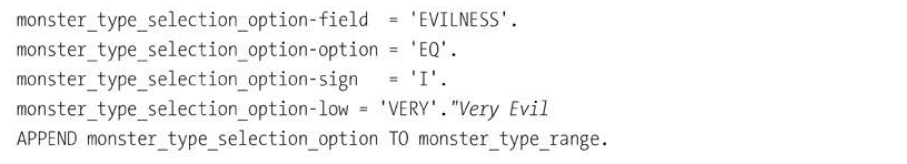 monster_type_selection_option-field  = 'EVILNESS'.
monster_type_selection_option-option = 'EQ'.
monster_type_selection_option-sign   = 'I'.
monster_type_selection_option-low = 'VERY'."Very Evil
APPEND monster_type_selection_option TO monster_type_range.